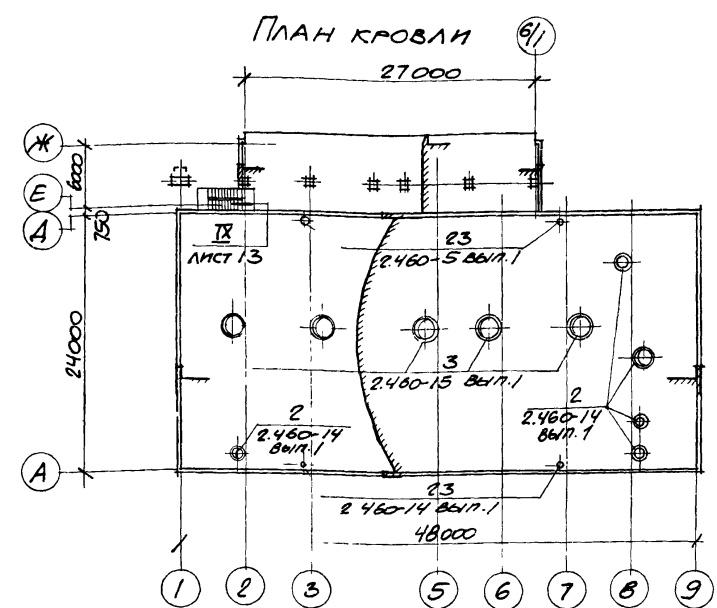 ПЛАН КРОВЛИ
6/1
27000
Ж
6000
Е
750
Д
IX
ЛИСТ 13
23
2.460-5 ВЫП.1
24000
3
2.460-15 ВЫП.1
2
2.460-14
ВЫП.1
2
2.460-14
ВЫП.1
А
23
2 460-14 ВЫП.1
48000
1
2
3
5
6
7
8
9